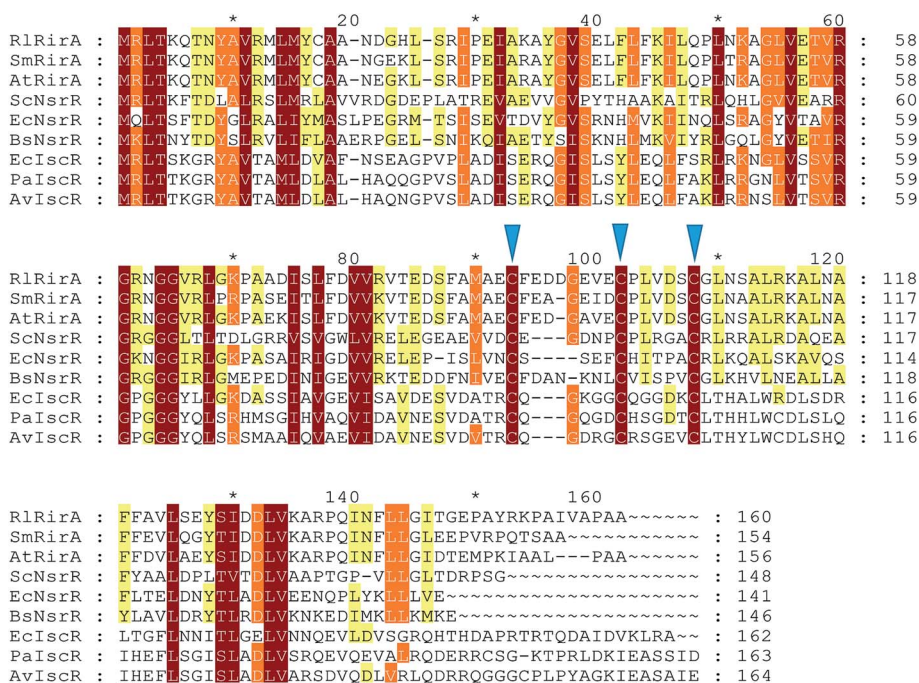 * 20 * 40 * 60
RlRirA : MRLTKQTNYAVRMLMYCAA-NDGHL-SRIPEIAKAYGVSELFLFKILQPLNKAGLVETVR : 58
SmRirA : MRLTKQTNYAVRMLMYCAA-NGEKL-SRIPEIARAYGVSELFLFKILQPLTKAGLVETVR : 58
AtRirA : MRLTKQTNYAVRMLMYCAA-NEGKL-SRIPEIARAYGVSELFLFKILQPLNKAGLVETVR : 58
ScNsrR : MRLTKFTDLALRSLMRLAVVRDGDEPLATREVAEVVGVPYTHAAKAITRLQHLGVVEARR : 60
EcNsrR : MQLTSFTDYGLRALIYMASLPEGRM-TSISEVTDVYGVSRNHMVKIINQLSRAGYVTAVR : 59
BsNsrR : MKLTNYTDYSLRVLIFLAAERPGEL-SNIKQIAETYSISKNHLMKVIYRLGQLGYVETIR : 59
EcIscR : MRLTSKGRYAVTAMLDVAF-NSEAGPVPLADISERQGISLSYLEQLFSRLRKNGLVSSVR : 59
PaIscR : MRLTTKGRYAVTAMLDLAL-HAQQGPVSLADISERQGISLSYLEQLFAKLRRGNLVTSVR : 59
AvIscR : MRLTTKGRYAVTAMLDLAL-HAQNGPVSLADISERQGISLSYLEQLFAKLRRNSLVTSVR : 59
* 80 * 100 * 120
RlRirA : GRNGGVRLGKPAADISLFDVVRVTEDSFAMAECFEDDGEVECPLVDSCGLNSALRKALNA : 118
SmRirA : GRNGGVRLPRPASEITLFDVVKVTEDSFAMAECFEA-GEIDCPLVDSCGLNAALRKALNA : 117
AtRirA : GRNGGVRLGKPAEKISLFDVVKVTEDSFAMAECFED-GAVECPLVDSCGLNSALRKALNA : 117
ScNsrR : GRGGGLTLTDLGRRVSVGWLVRELEGEAEVVDCE---GDNPCPLRGACRLRRALRDAQEA : 117
EcNsrR : GKNGGIRLGKPASAIRIGDVVRELEP-ISLVNCS-----SEFCHITPACRLKQALSKAVQS : 114
BsNsrR : GRGGGIRLGMEPEDINIGEVVRKTEDDFNIVECFDAN-KNLCVISPVCGLKHVLNEALLA : 118
EcIscR : GPGGGYLLGKDASSIAVGEVISAVDESVDATRCQ---GKGGCQGGDKCLTHALWRDLSDR : 116
PaIscR : GPGGGYQLSRHMSGIHVAQVIDAVNESVDATRCQ---GQGDCHSGDTCLTHHLWCDLSLQ : 116
AvIscR : GPGGGYQLSRSMAAIQVAEVIDAVNESVDVTRCQ---GDRGCRSGEVCLTHYLWCDLSHQ : 116
* 140 * 160
RlRirA : FFAVLSEYSIDDLVKARPQINFLLGITGEPAYRKPAIVAPAA~~~~~~ : 160
SmRirA : FFEVLQGYTIDDLVKARPQINFLLGLEEPVRPQTSAA~~~~~~~~~~~ : 154
AtRirA : FFDVLAEYSIDDLVKARPQINFLLGIDTEMPKIAAL---PAA~~~~~~ : 156
ScNsrR : FYAALDPLTVTDLVAAPTGP-VLLGLTDRPSG~~~~~~~~~~~~~~~~ : 148
EcNsrR : FLTELDNYTLADLVEENQPLYKLLLVE~~~~~~~~~~~~~~~~~~~~~ : 141
BsNsrR : YLAVLDRYTLRDLVKNKEDIMKLLKMKE~~~~~~~~~~~~~~~~~~~~ : 146
EcIscR : LTGFLNNITLGELVNNQEVLDVSGRQHTHDAPRTRTQDAIDVKLRA~~ : 162
PaIscR : IHEFLSGISLADLVSRQEVQEVALRQDERRCSG-KTPRLDKIEASSIDE : 163
AvIscR : IHEFLSGISLADLVARSDVQDLVRLQDRRQGGGCPLPYAGKIEASAIE : 164